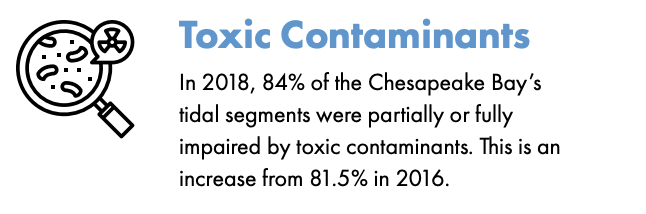 Toxic Contaminants
In 2018, 84% of the Chesapeake Bay’s
tidal segments were partially or fully
impaired by toxic contaminants. This is an
increase from 81.5% in 2016.